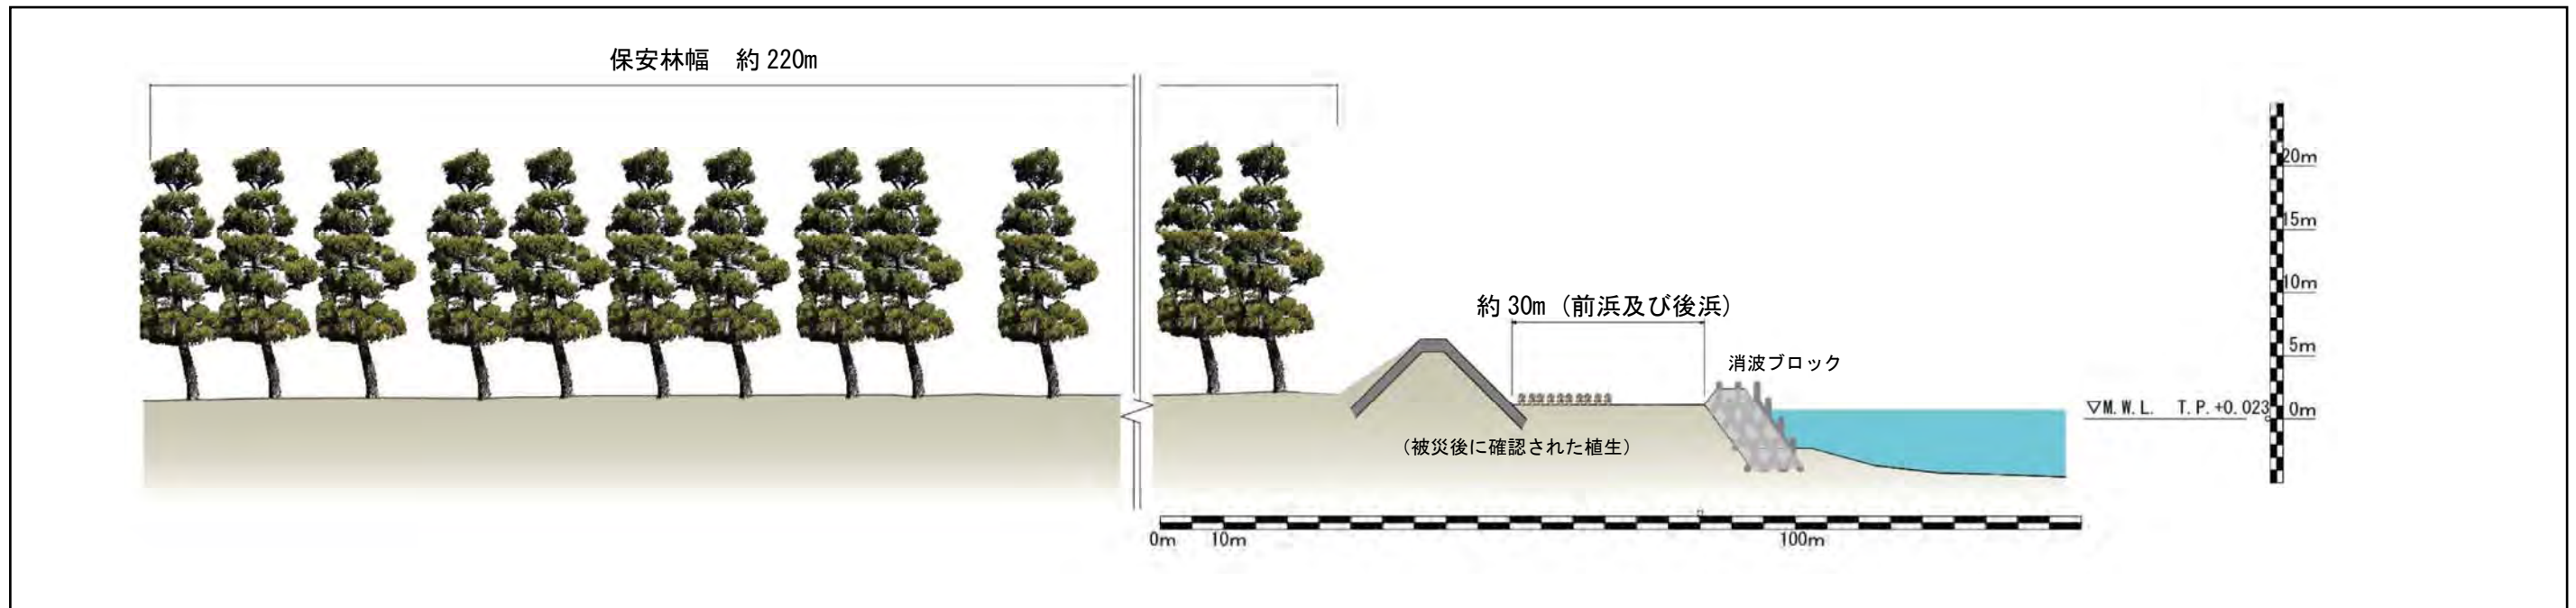 保安林幅　約 220m
約 30m（前浜及び後浜）
消波ブロック
（被災後に確認された植生）
20m
15m
10m
5m
▽M.W.L.　T.P.+0.023
0m
0m
10m
100m